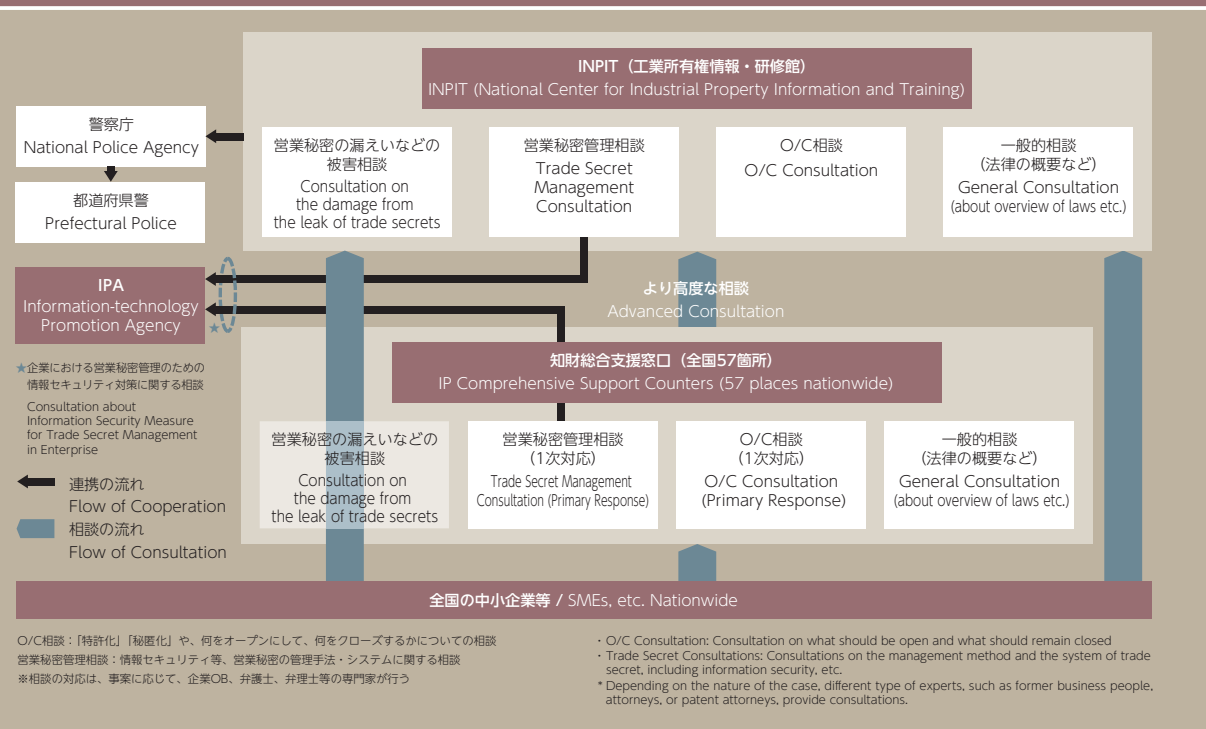 INPIT（工業所有権情報・研修館）
INPIT (National Center for Industrial Property Information and Training)
警察庁
National Police Agency
都道府県警
Prefectural Police
営業秘密の漏えいなどの
被害相談
Consultation on
the damage from
the leak of trade secrets
営業秘密管理相談
Trade Secret
Management
Consultation
O/C相談
O/C Consultation
一般的相談
(法律の概要など)
General Consultation
(about overview of laws etc.)
IPA
Information-technology
Promotion Agency
★
より高度な相談
Advanced Consultation
★企業における営業秘密管理のための
情報セキュリティ対策に関する相談
Consultation about
Information Security Measure
for Trade Secret Management
in Enterprise
連携の流れ
Flow of Cooperation
相談の流れ
Flow of Consultation
知財総合支援窓口（全国57箇所）
IP Comprehensive Support Counters (57 places nationwide)
営業秘密の漏えいなどの
被害相談
Consultation on
the damage from
the leak of trade secrets
営業秘密管理相談
(1次対応)
Trade Secret Management
Consultation (Primary Response)
O/C相談
(1次対応)
O/C Consultation
(Primary Response)
一般的相談
(法律の概要など)
General Consultation
(about overview of laws etc.)
全国の中小企業等 / SMEs, etc. Nationwide
O/C相談：「特許化」「秘匿化」や、何をオープンにして、何をクローズするかについての相談
営業秘密管理相談：情報セキュリティ等、営業秘密の管理手法・システムに関する相談
※相談の対応は、事案に応じて、企業OB、弁護士、弁理士等の専門家が行う
・O/C Consultation: Consultation on what should be open and what should remain closed
・Trade Secret Consultations: Consultations on the management method and the system of trade
secret, including information security, etc.
* Depending on the nature of the case, different type of experts, such as former business people,
attorneys, or patent attorneys, provide consultations.